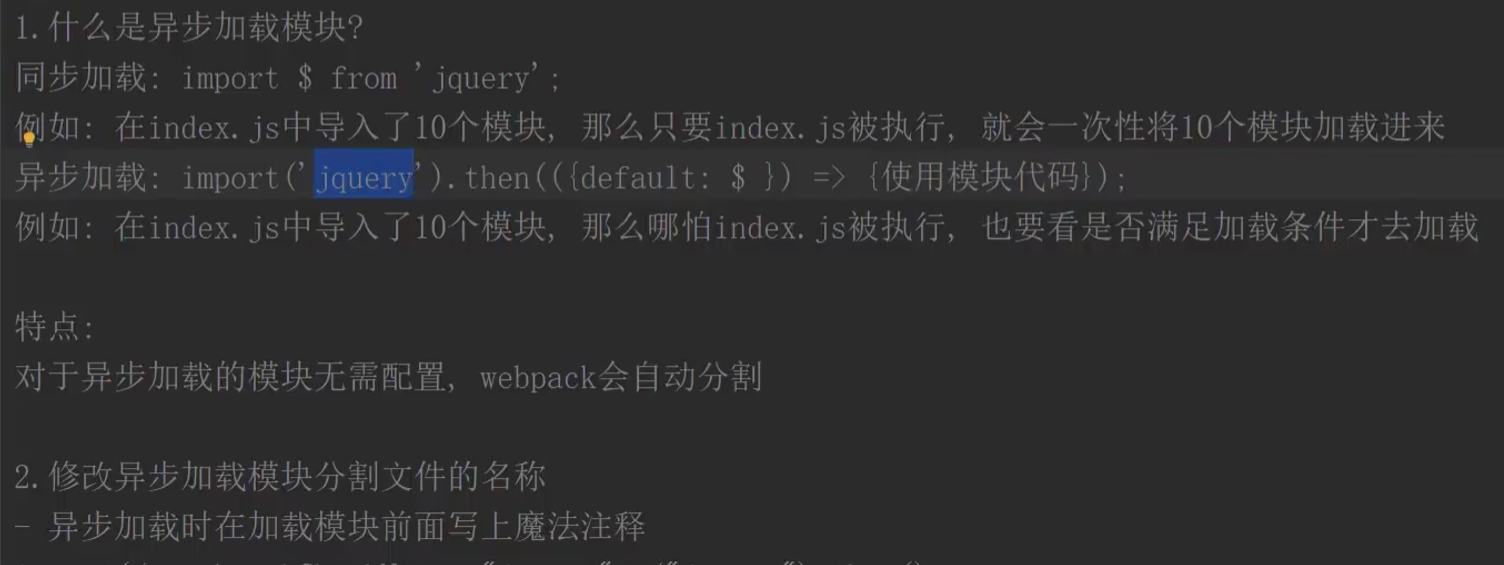 1.什么是异步加载模块?
同步加载: import $ from 'jquery';
例如: 在index.js中导入了10个模块, 那么只要index.js被执行, 就会一次性将10个模块加载进来
异步加载: import('jquery').then(({default: $ }) => {使用模块代码});
例如: 在index.js中导入了10个模块, 那么哪怕index.js被执行, 也要看是否满足加载条件才去加载
特点:
对于异步加载的模块无需配置, webpack会自动分割
2.修改异步加载模块分割文件的名称
- 异步加载时在加载模块前面写上魔法注释